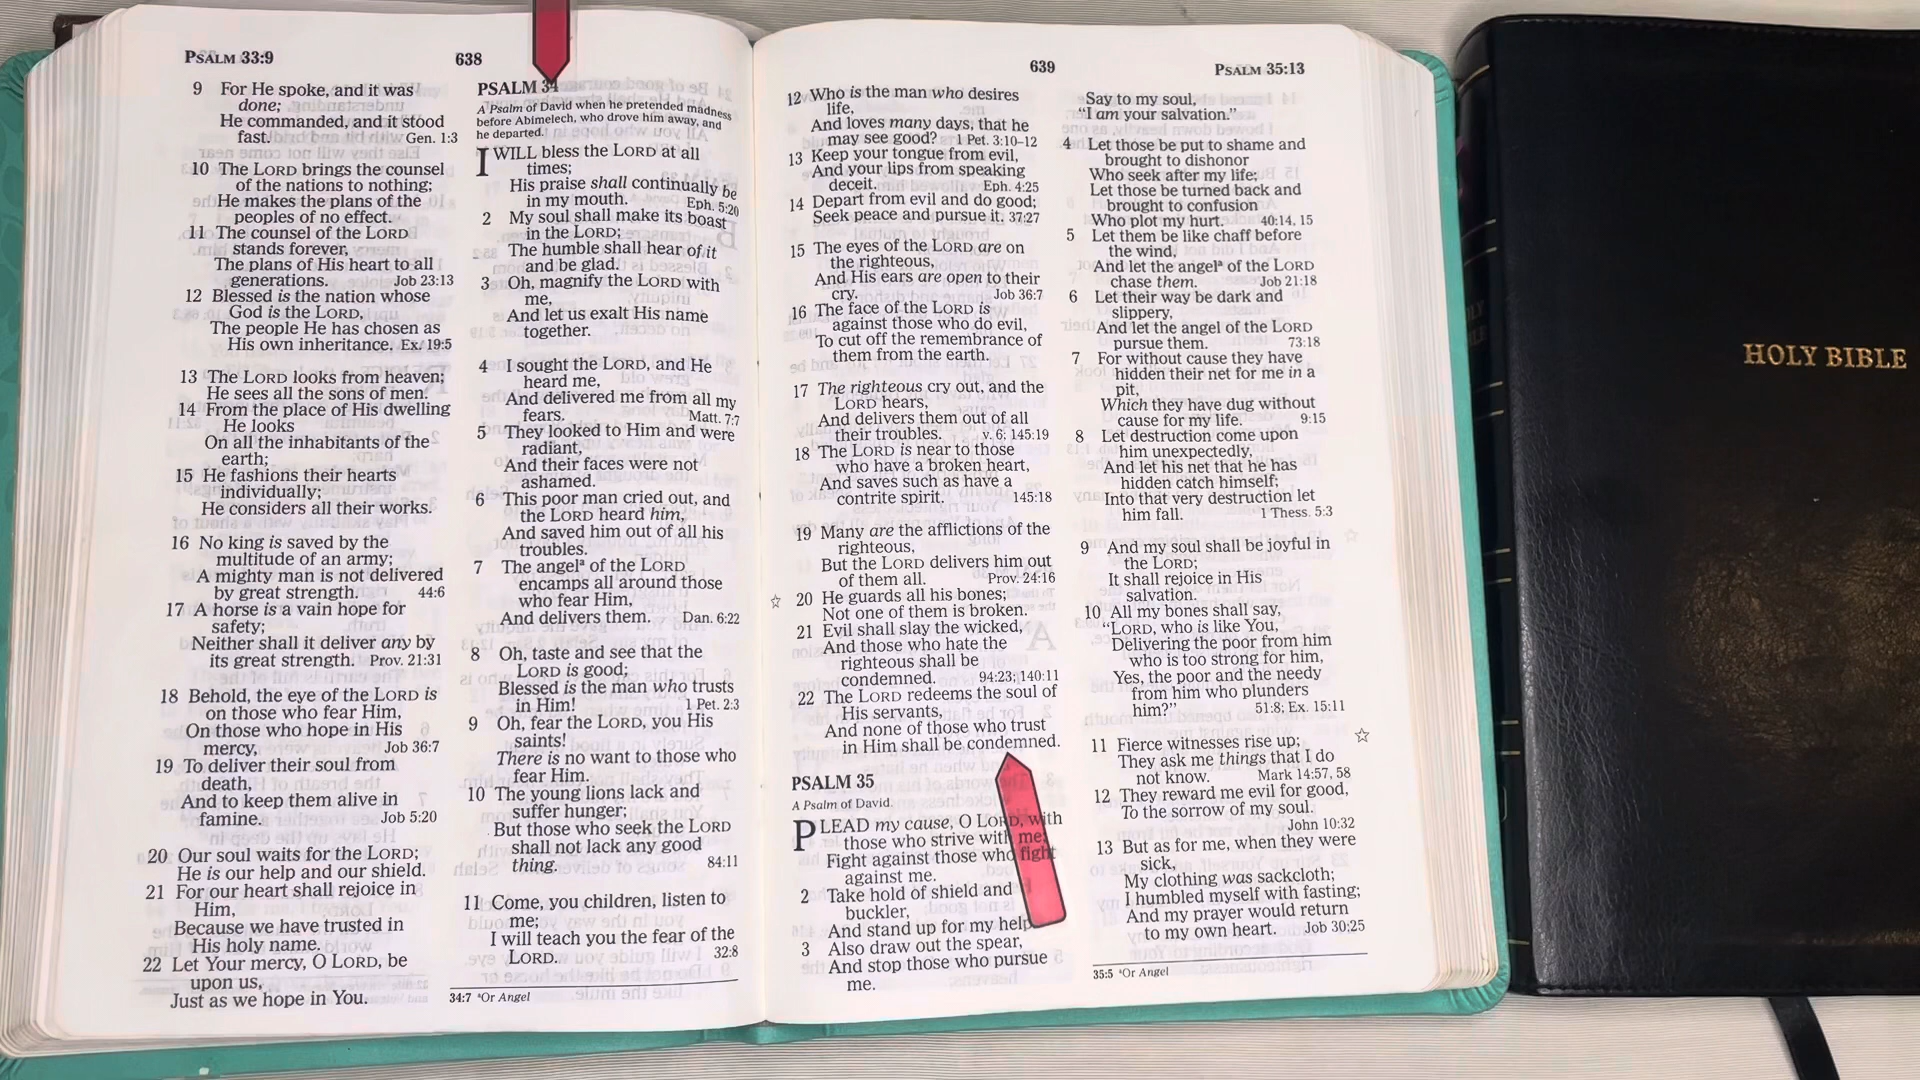 PSALM 33:9
638
9 For He spoke, and it was
done;
He commanded, and it stood
fast. Gen. 1:3
10 The LORD brings the counsel
of the nations to nothing;
He makes the plans of the
peoples of no effect.
11 The counsel of the LORD
stands forever,
The plans of His heart to all
generations. Job 23:13
12 Blessed is the nation whose
God is the LORD,
The people He has chosen as
His own inheritance. Ex. 19:5
13 The LORD looks from heaven;
He sees all the sons of men.
14 From the place of His dwelling
He looks
On all the inhabitants of the
earth;
15 He fashions their hearts
individually;
He considers all their works.
16 No king is saved by the
multitude of an army;
A mighty man is not delivered
by great strength. 44:6
17 A horse is a vain hope for
safety;
Neither shall it deliver any by
its great strength. Prov. 21:31
18 Behold, the eye of the LORD is
on those who fear Him,
On those who hope in His
mercy, Job 36:7
19 To deliver their soul from
death,
And to keep them alive in
famine. Job 5:20
20 Our soul waits for the LORD;
He is our help and our shield.
21 For our heart shall rejoice in
Him,
Because we have trusted in
His holy name.
22 Let Your mercy, O LORD, be
upon us,
Just as we hope in You.
PSALM 34
A Psalm of David when he pretended madness
before Abimelech, who drove him away, and
he departed.
I WILL bless the LORD at all
times;
His praise shall continually be
in my mouth. Eph. 5:20
2 My soul shall make its boast
in the LORD;
The humble shall hear of it
and be glad.
3 Oh, magnify the LORD with
me,
And let us exalt His name
together.
4 I sought the LORD, and He
heard me,
And delivered me from all my
fears. Matt. 7:7
5 They looked to Him and were
radiant,
And their faces were not
ashamed.
6 This poor man cried out, and
the LORD heard him,
And saved him out of all his
troubles.
7 The angelª of the LORD
encamps all around those
who fear Him,
And delivers them. Dan. 6:22
8 Oh, taste and see that the
LORD is good;
Blessed is the man who trusts
in Him! 1 Pet. 2:3
9 Oh, fear the LORD, you His
saints!
There is no want to those who
fear Him.
10 The young lions lack and
suffer hunger;
But those who seek the LORD
shall not lack any good
thing. 84:11
11 Come, you children, listen to
me;
I will teach you the fear of the
LORD. 32:8
34:7 ªOr Angel
639
PSALM 35:13
12 Who is the man who desires
life,
And loves many days, that he
may see good? 1 Pet. 3:10–12
13 Keep your tongue from evil,
And your lips from speaking
deceit. Eph. 4:25
14 Depart from evil and do good;
Seek peace and pursue it. 37:27
15 The eyes of the LORD are on
the righteous,
And His ears are open to their
cry. Job 36:7
16 The face of the LORD is
against those who do evil,
To cut off the remembrance of
them from the earth.
17 The righteous cry out, and the
LORD hears,
And delivers them out of all
their troubles. v. 6; 145:19
18 The LORD is near to those
who have a broken heart,
And saves such as have a
contrite spirit. 145:18
19 Many are the afflictions of the
righteous,
But the LORD delivers him out
of them all. Prov. 24:16
☆ 20 He guards all his bones;
Not one of them is broken.
21 Evil shall slay the wicked,
And those who hate the
righteous shall be
condemned. 94:23; 140:11
22 The LORD redeems the soul of
His servants,
And none of those who trust
in Him shall be condemned.
PSALM 35
A Psalm of David.
PLEAD my cause, O LORD, with
those who strive with me;
Fight against those who fight
against me.
2 Take hold of shield and
buckler,
And stand up for my help.
3 Also draw out the spear,
And stop those who pursue
me.
Say to my soul,
“I am your salvation.”
4 Let those be put to shame and
brought to dishonor
Who seek after my life;
Let those be turned back and
brought to confusion
Who plot my hurt. 40:14, 15
5 Let them be like chaff before
the wind,
And let the angelª of the LORD
chase them. Job 21:18
6 Let their way be dark and
slippery,
And let the angel of the LORD
pursue them. 73:18
7 For without cause they have
hidden their net for me in a
pit,
Which they have dug without
cause for my life. 9:15
8 Let destruction come upon
him unexpectedly,
And let his net that he has
hidden catch himself;
Into that very destruction let
him fall. 1 Thess. 5:3
9 And my soul shall be joyful in
the LORD;
It shall rejoice in His
salvation.
10 All my bones shall say,
“LORD, who is like You,
Delivering the poor from him
who is too strong for him,
Yes, the poor and the needy
from him who plunders
him?” 51:8; Ex. 15:11
11 Fierce witnesses rise up; ☆
They ask me things that I do
not know. Mark 14:57, 58
12 They reward me evil for good,
To the sorrow of my soul.
John 10:32
13 But as for me, when they were
sick,
My clothing was sackcloth;
I humbled myself with fasting;
And my prayer would return
to my own heart. Job 30:25
35:5 ªOr Angel
HOLY BIBLE